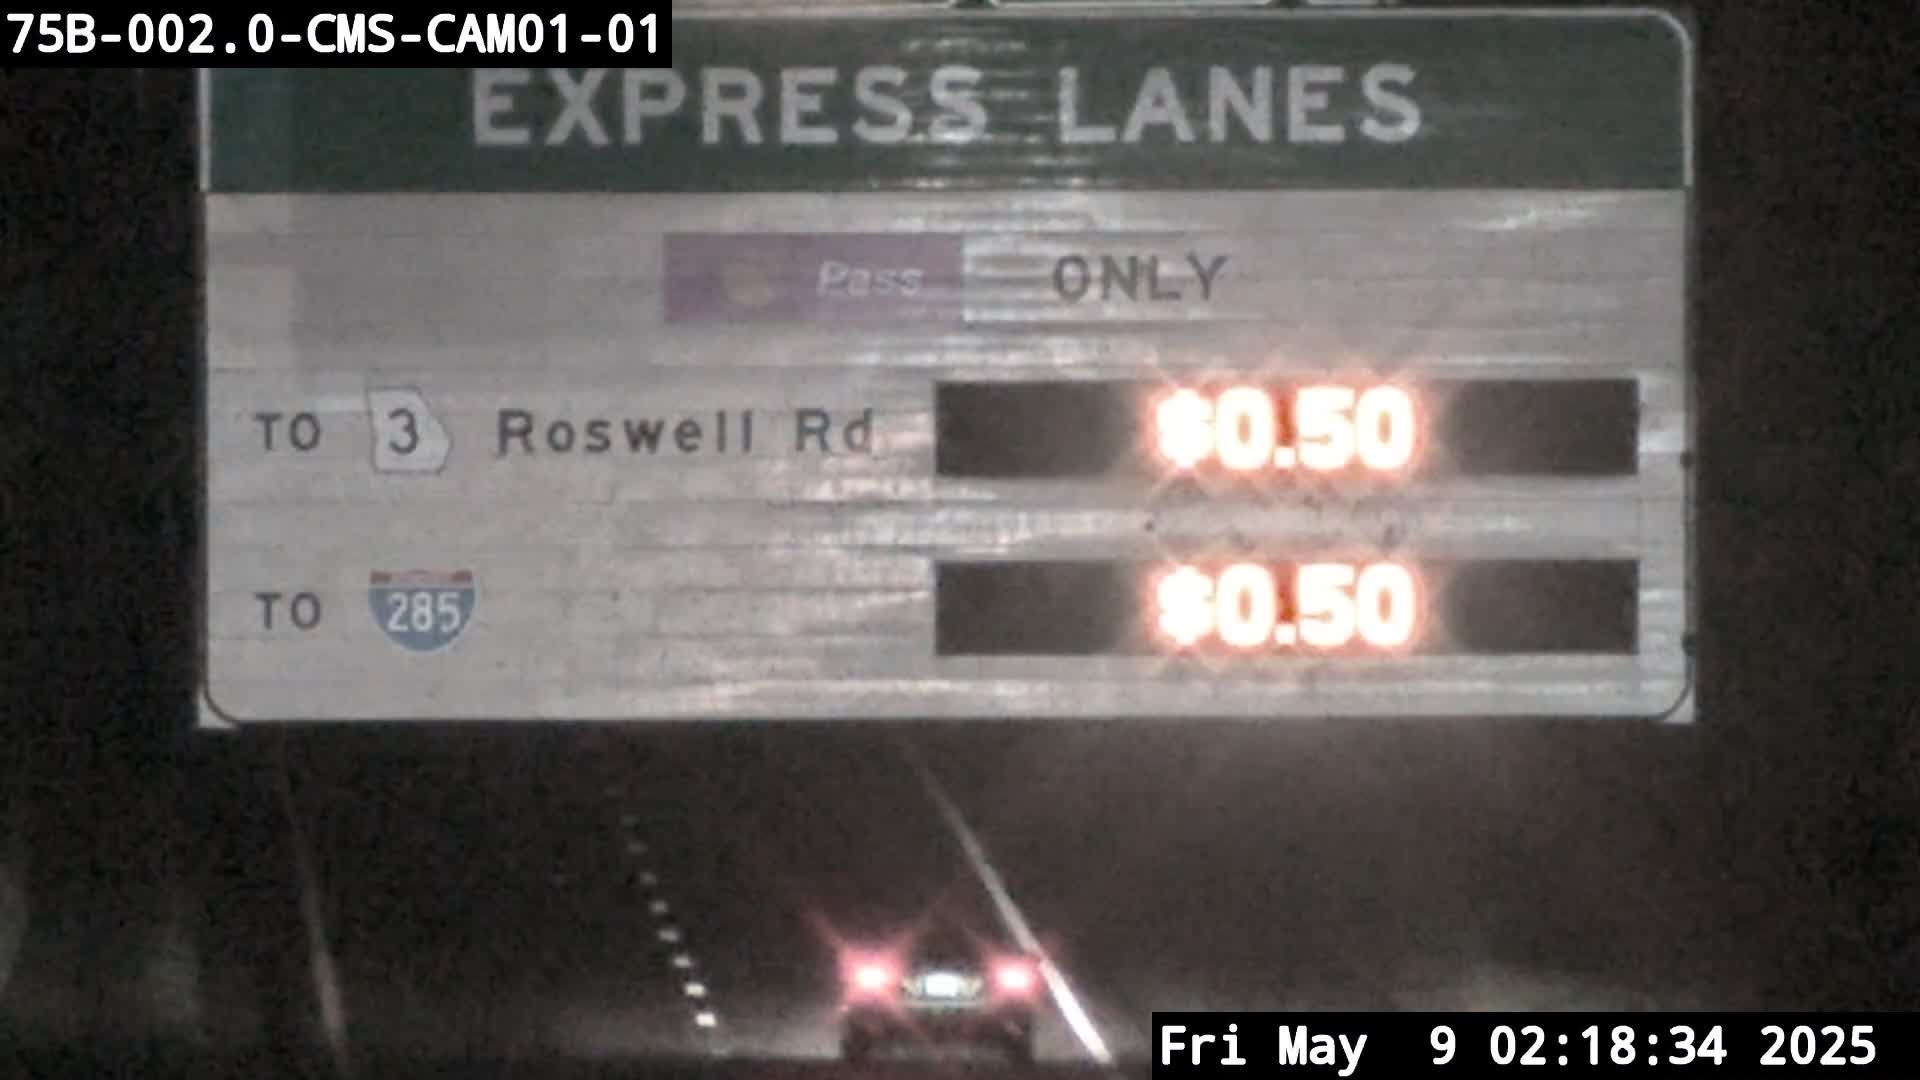 75B-002.0-CMS-CAM01-01
EXPRESS LANES
Pass ONLY
TO 3 Roswell Rd $0.50
TO 285 $0.50
Fri May 9 02:18:34 2025